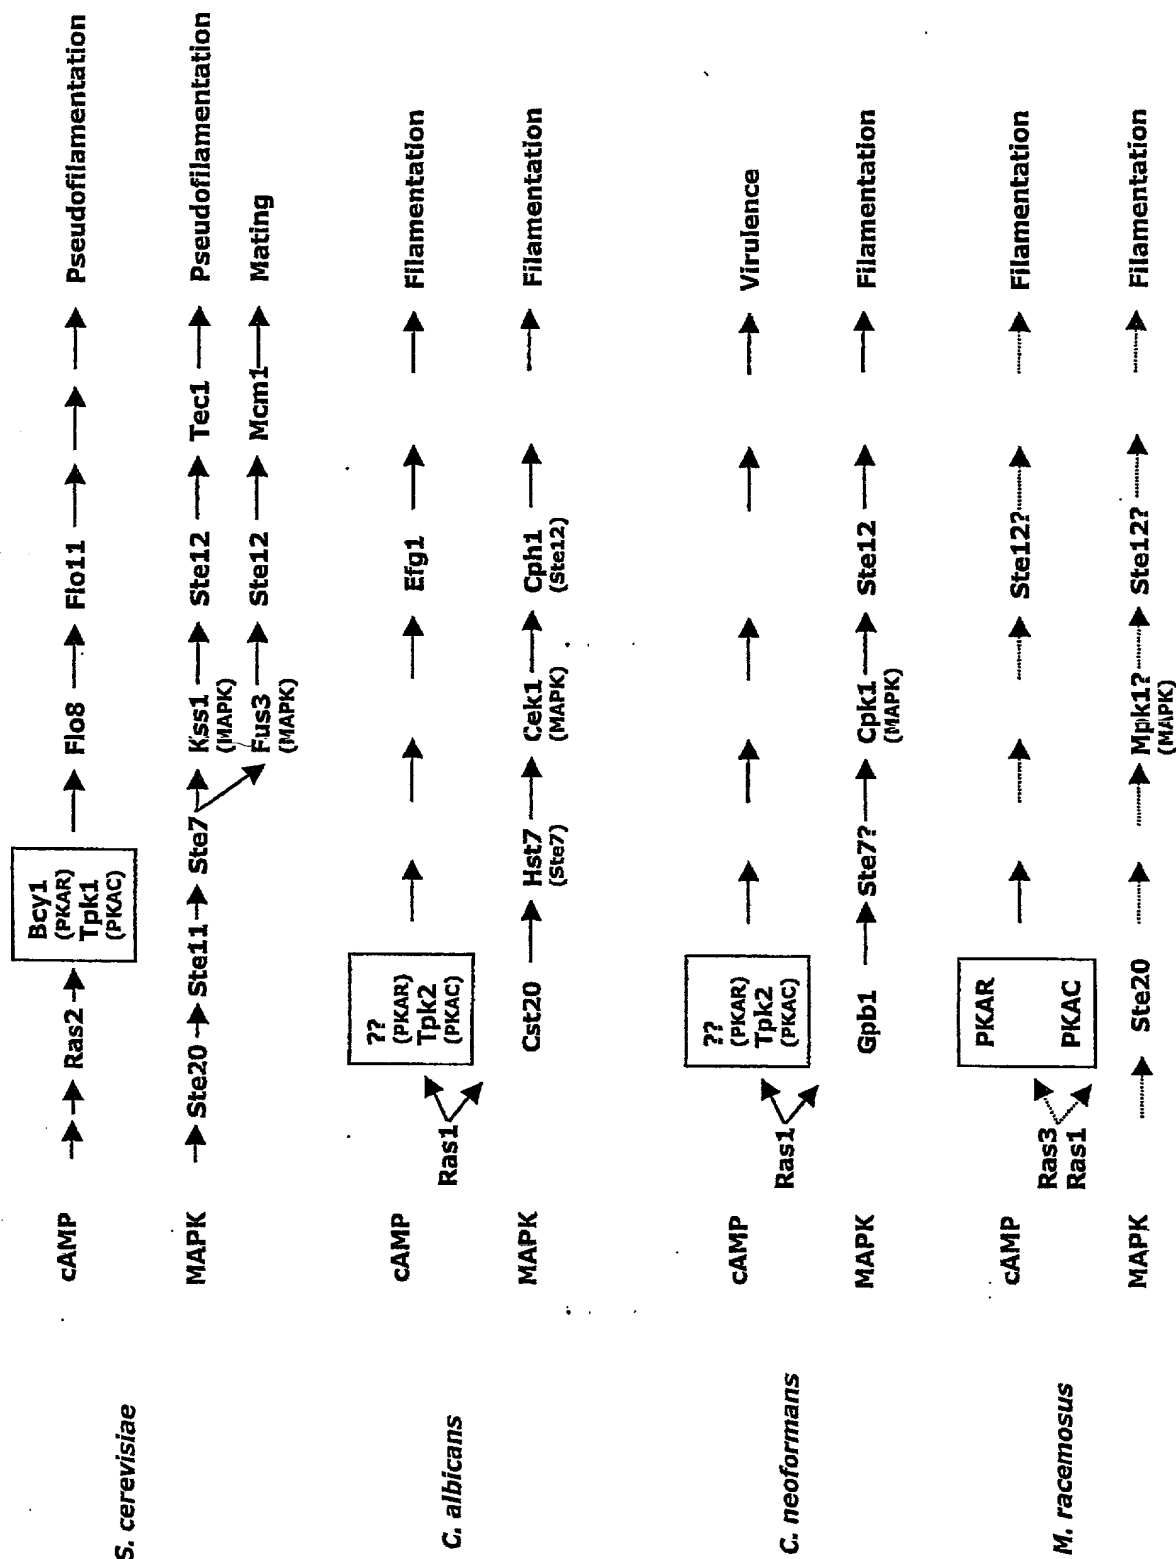 S. cerevisiae
cAMP
Ras2
Bcy1
(PKAR)
Tpk1
(PKAC)
Flo8
Flo11
Pseudofilamentation
MAPK
Ste20
Ste11
Ste7
Kss1
(MAPK)
Ste12
Tec1
Pseudofilamentation
Fus3
(MAPK)
Ste12
Mcm1
Mating
C. albicans
cAMP
Ras1
??
(PKAR)
Tpk2
(PKAC)
Efg1
Filamentation
MAPK
Cst20
Hst7
(Ste7)
Cek1
(MAPK)
Cph1
(Ste12)
Filamentation
C. neoformans
cAMP
Ras1
??
(PKAR)
Tpk2
(PKAC)
Virulence
MAPK
Gpb1
Ste7?
Cpk1
(MAPK)
Ste12
Filamentation
M. racemosus
cAMP
Ras3
Ras1
PKAR
PKAC
Ste12?
Filamentation
MAPK
Ste20
Mpk1?
(MAPK)
Ste12?
Filamentation